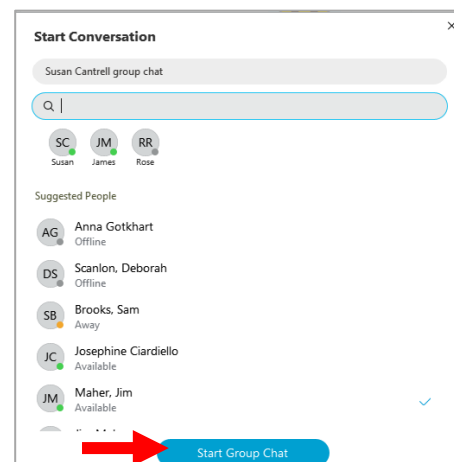 ×
Start Conversation
Susan Cantrell group chat
SC JM RR
Susan James Rose
Suggested People
AG Anna Gotkhart
Offline
DS Scanlon, Deborah
Offline
SB Brooks, Sam
Away
JC Josephine Ciardiello
Available
JM Maher, Jim
Available
Start Group Chat